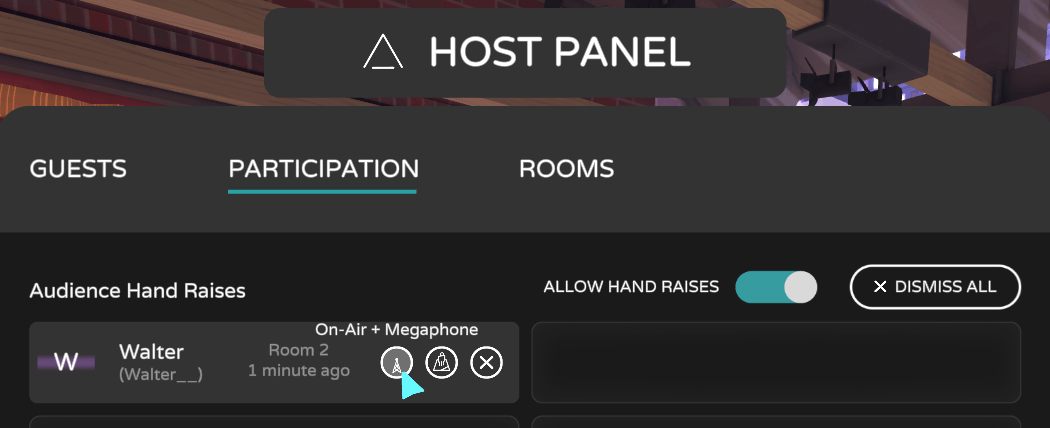 HOST PANEL
GUESTS PARTICIPATION ROOMS
Audience Hand Raises ALLOW HAND RAISES DISMISS ALL
On-Air + Megaphone
W Walter Room 2
(Walter__) 1 minute ago